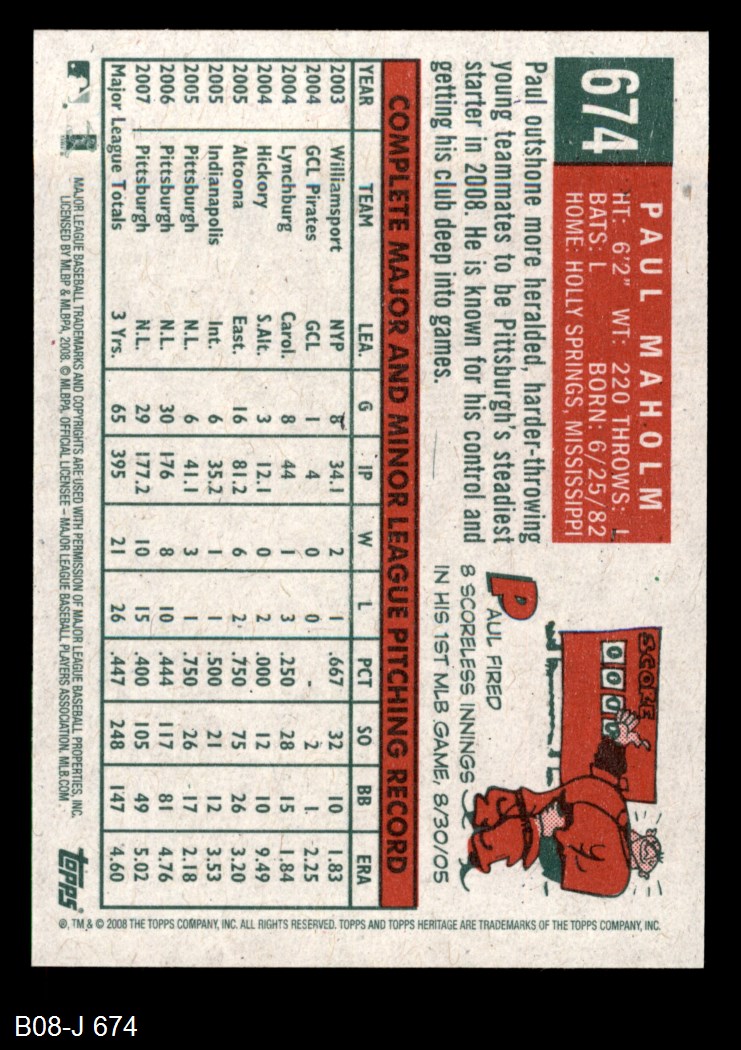 674
PAUL MAHOLM
HT: 6'2" WT: 220 THROWS: L
BATS: L BORN: 6/25/82
HOME: HOLLY SPRINGS, MISSISSIPPI
Paul outshone more heralded, harder-throwing
young teammates to be Pittsburgh's steadiest
starter in 2008. He is known for his control and
getting his club deep into games.
SCORE
0 0 0 0
PAUL FIRED
8 SCORELESS INNINGS
IN HIS 1ST MLB GAME, 8/30/05
COMPLETE MAJOR AND MINOR LEAGUE PITCHING RECORD
YEAR TEAM LEA. G IP W L PCT SO BB ERA
2003 Williamsport NYP 8 34.1 2 1 .667 32 10 1.83
2004 GCL Pirates GCL 1 4 0 0 - 2 1 2.25
2004 Lynchburg Carol. 8 44 1 3 .250 28 15 1.84
2004 Hickory S.Atl. 3 12.1 0 2 .000 12 10 9.49
2005 Altoona East. 16 81.2 6 2 .750 75 26 3.20
2005 Indianapolis Int. 6 35.2 1 1 .500 21 12 3.53
2005 Pittsburgh N.L. 6 41.1 3 1 .750 26 17 2.18
2006 Pittsburgh N.L. 30 176 8 10 .444 117 81 4.76
2007 Pittsburgh N.L. 29 177.2 10 15 .400 105 49 5.02
Major League Totals 3 Yrs. 65 395 21 26 .447 248 147 4.60
MAJOR LEAGUE BASEBALL TRADEMARKS AND COPYRIGHTS ARE USED WITH PERMISSION OF MAJOR LEAGUE BASEBALL PROPERTIES, INC.
LICENSED BY MLBP & MLBPA, 2008. © MLBPA, OFFICIAL LICENSEE – MAJOR LEAGUE BASEBALL PLAYERS ASSOCIATION. MLB.COM
topps
®, TM & © 2008 THE TOPPS COMPANY, INC. ALL RIGHTS RESERVED. TOPPS AND TOPPS HERITAGE ARE TRADEMARKS OF THE TOPPS COMPANY, INC.
B08-J 674